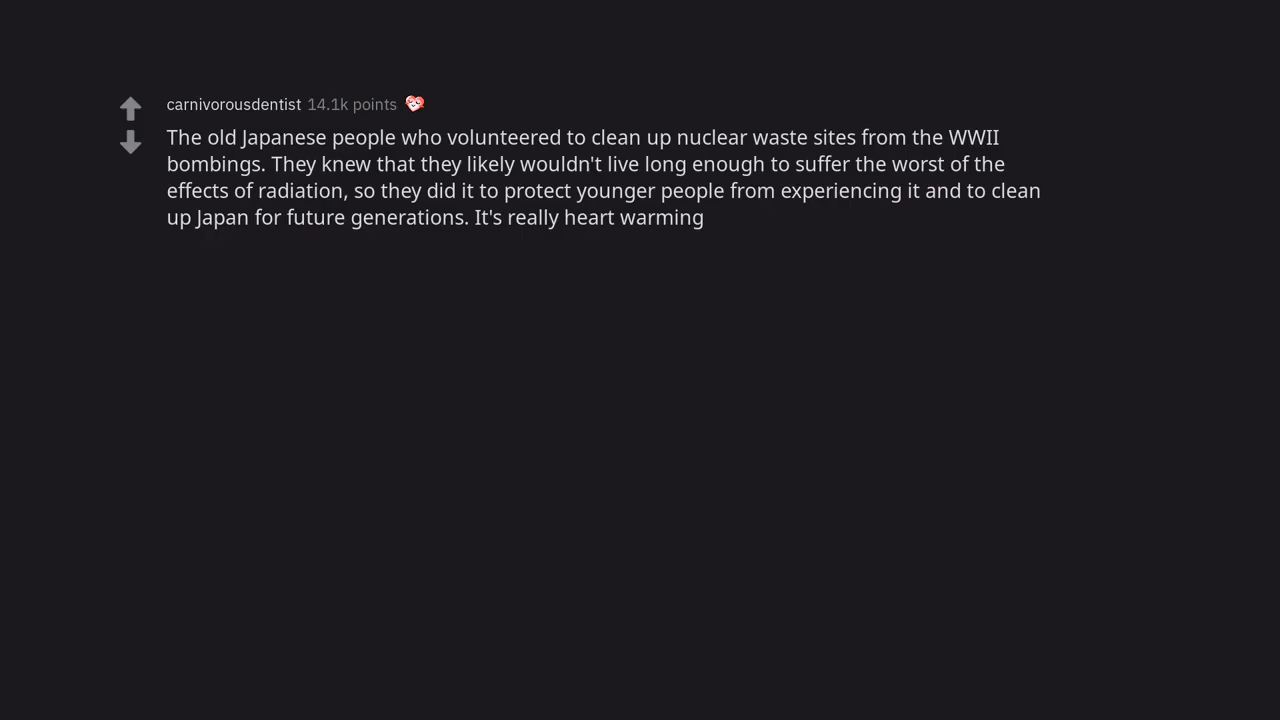 carnivorousdentist 14.1k points
The old Japanese people who volunteered to clean up nuclear waste sites from the WWII
bombings. They knew that they likely wouldn't live long enough to suffer the worst of the
effects of radiation, so they did it to protect younger people from experiencing it and to clean
up Japan for future generations. It's really heart warming